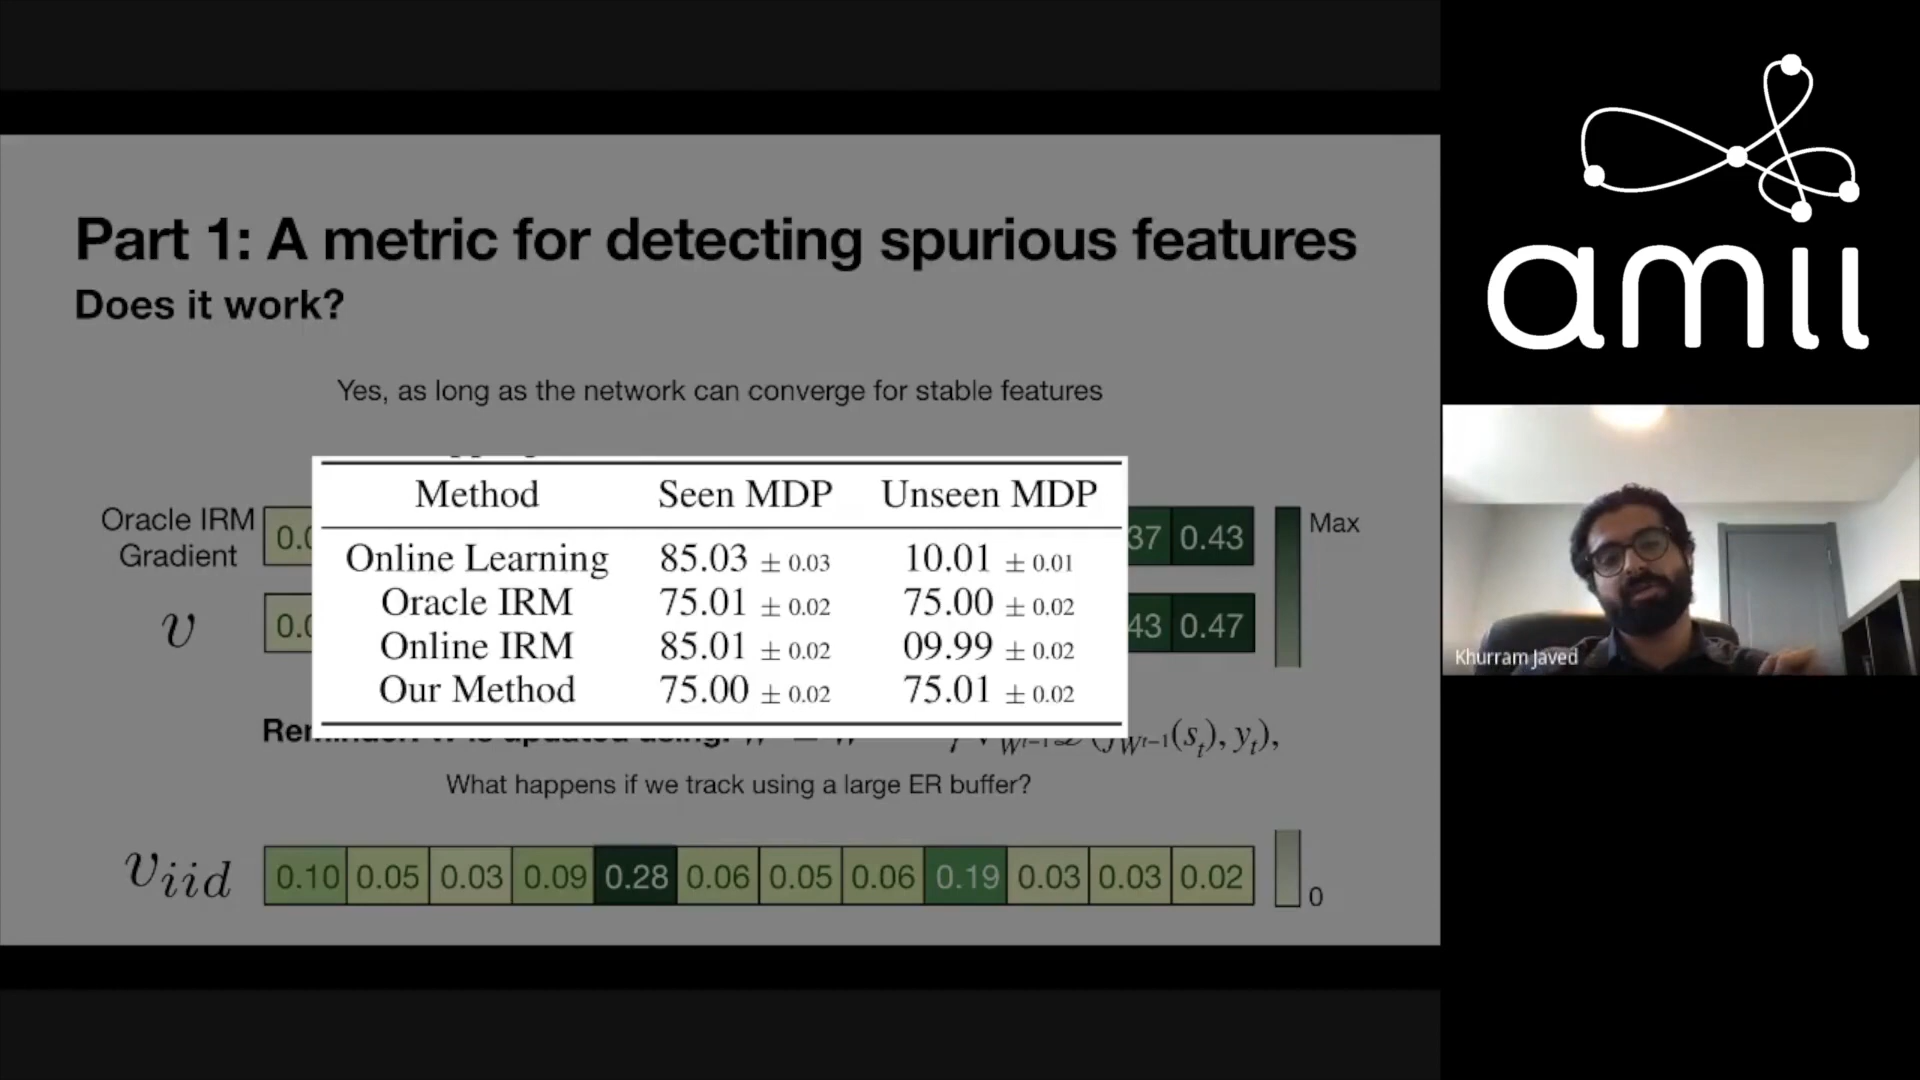 Part 1: A metric for detecting spurious features
Does it work?
Yes, as long as the network can converge for stable features
Method Seen MDP Unseen MDP
Online Learning 85.03 ± 0.03 10.01 ± 0.01
Oracle IRM 75.01 ± 0.02 75.00 ± 0.02
Online IRM 85.01 ± 0.02 09.99 ± 0.02
Our Method 75.00 ± 0.02 75.01 ± 0.02
Oracle IRM
Gradient
0.43
Max
v
0.47
What happens if we track using a large ER buffer?
v_{iid} 0.10 0.05 0.03 0.09 0.28 0.06 0.05 0.06 0.19 0.03 0.03 0.02
0
amii
Khurram Javed